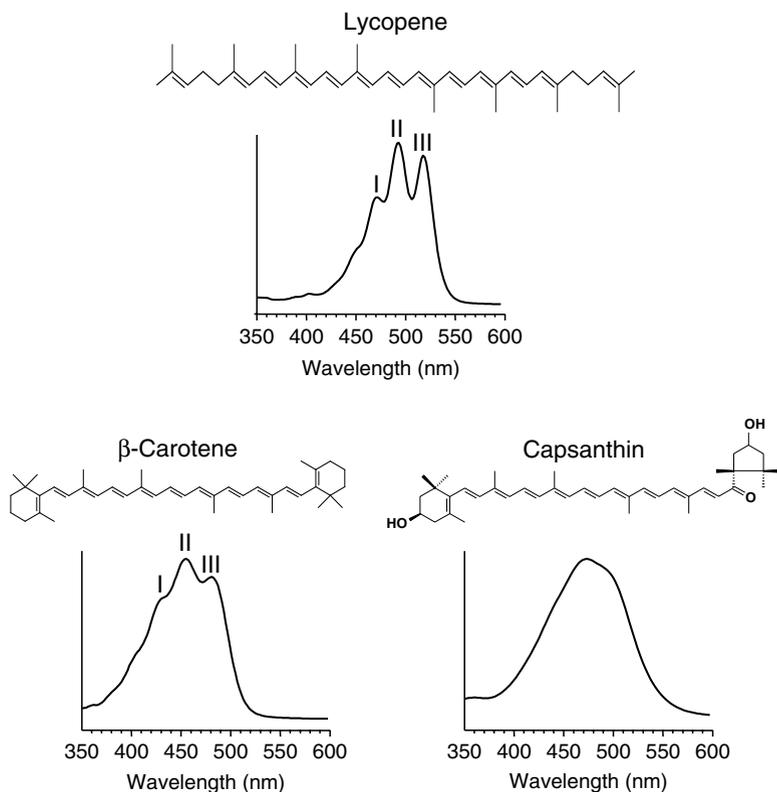 Lycopene
II
III
I
350 400 450 500 550 600
Wavelength (nm)
β-Carotene
II
III
I
350 400 450 500 550 600
Wavelength (nm)
Capsanthin
OH
O
HO
350 400 450 500 550 600
Wavelength (nm)